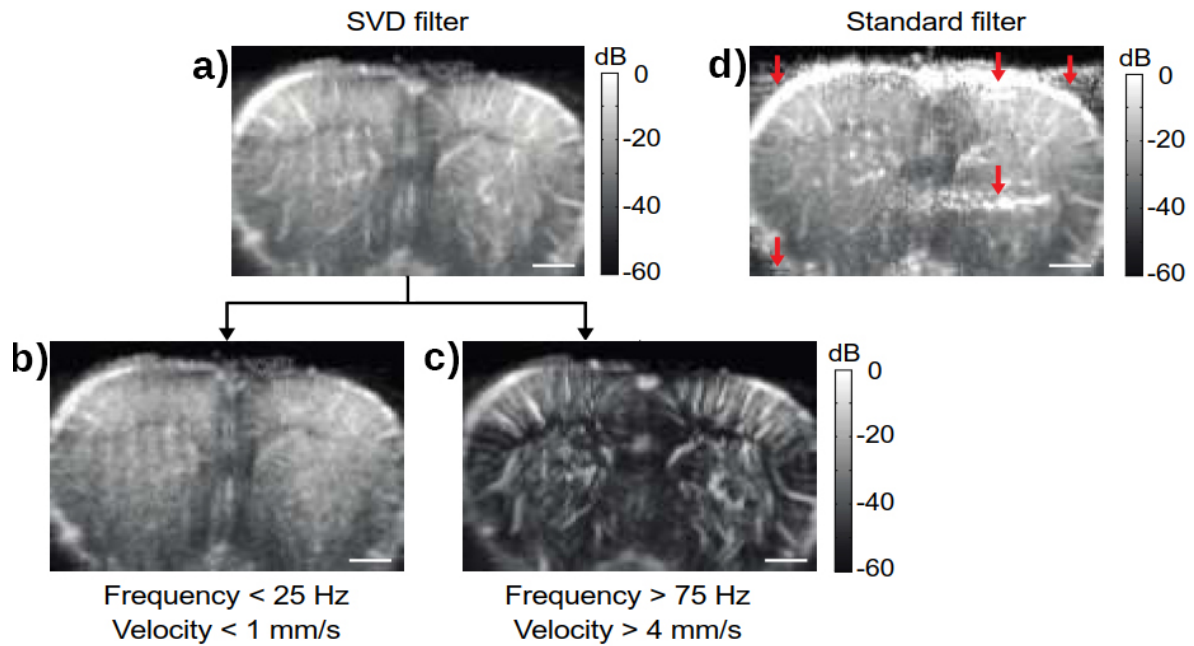 SVD filter
Standard filter
a)
dB
0
-20
-40
-60
d)
dB
0
-20
-40
-60
b)
c)
dB
0
-20
-40
-60
Frequency < 25 Hz
Velocity < 1 mm/s
Frequency > 75 Hz
Velocity > 4 mm/s